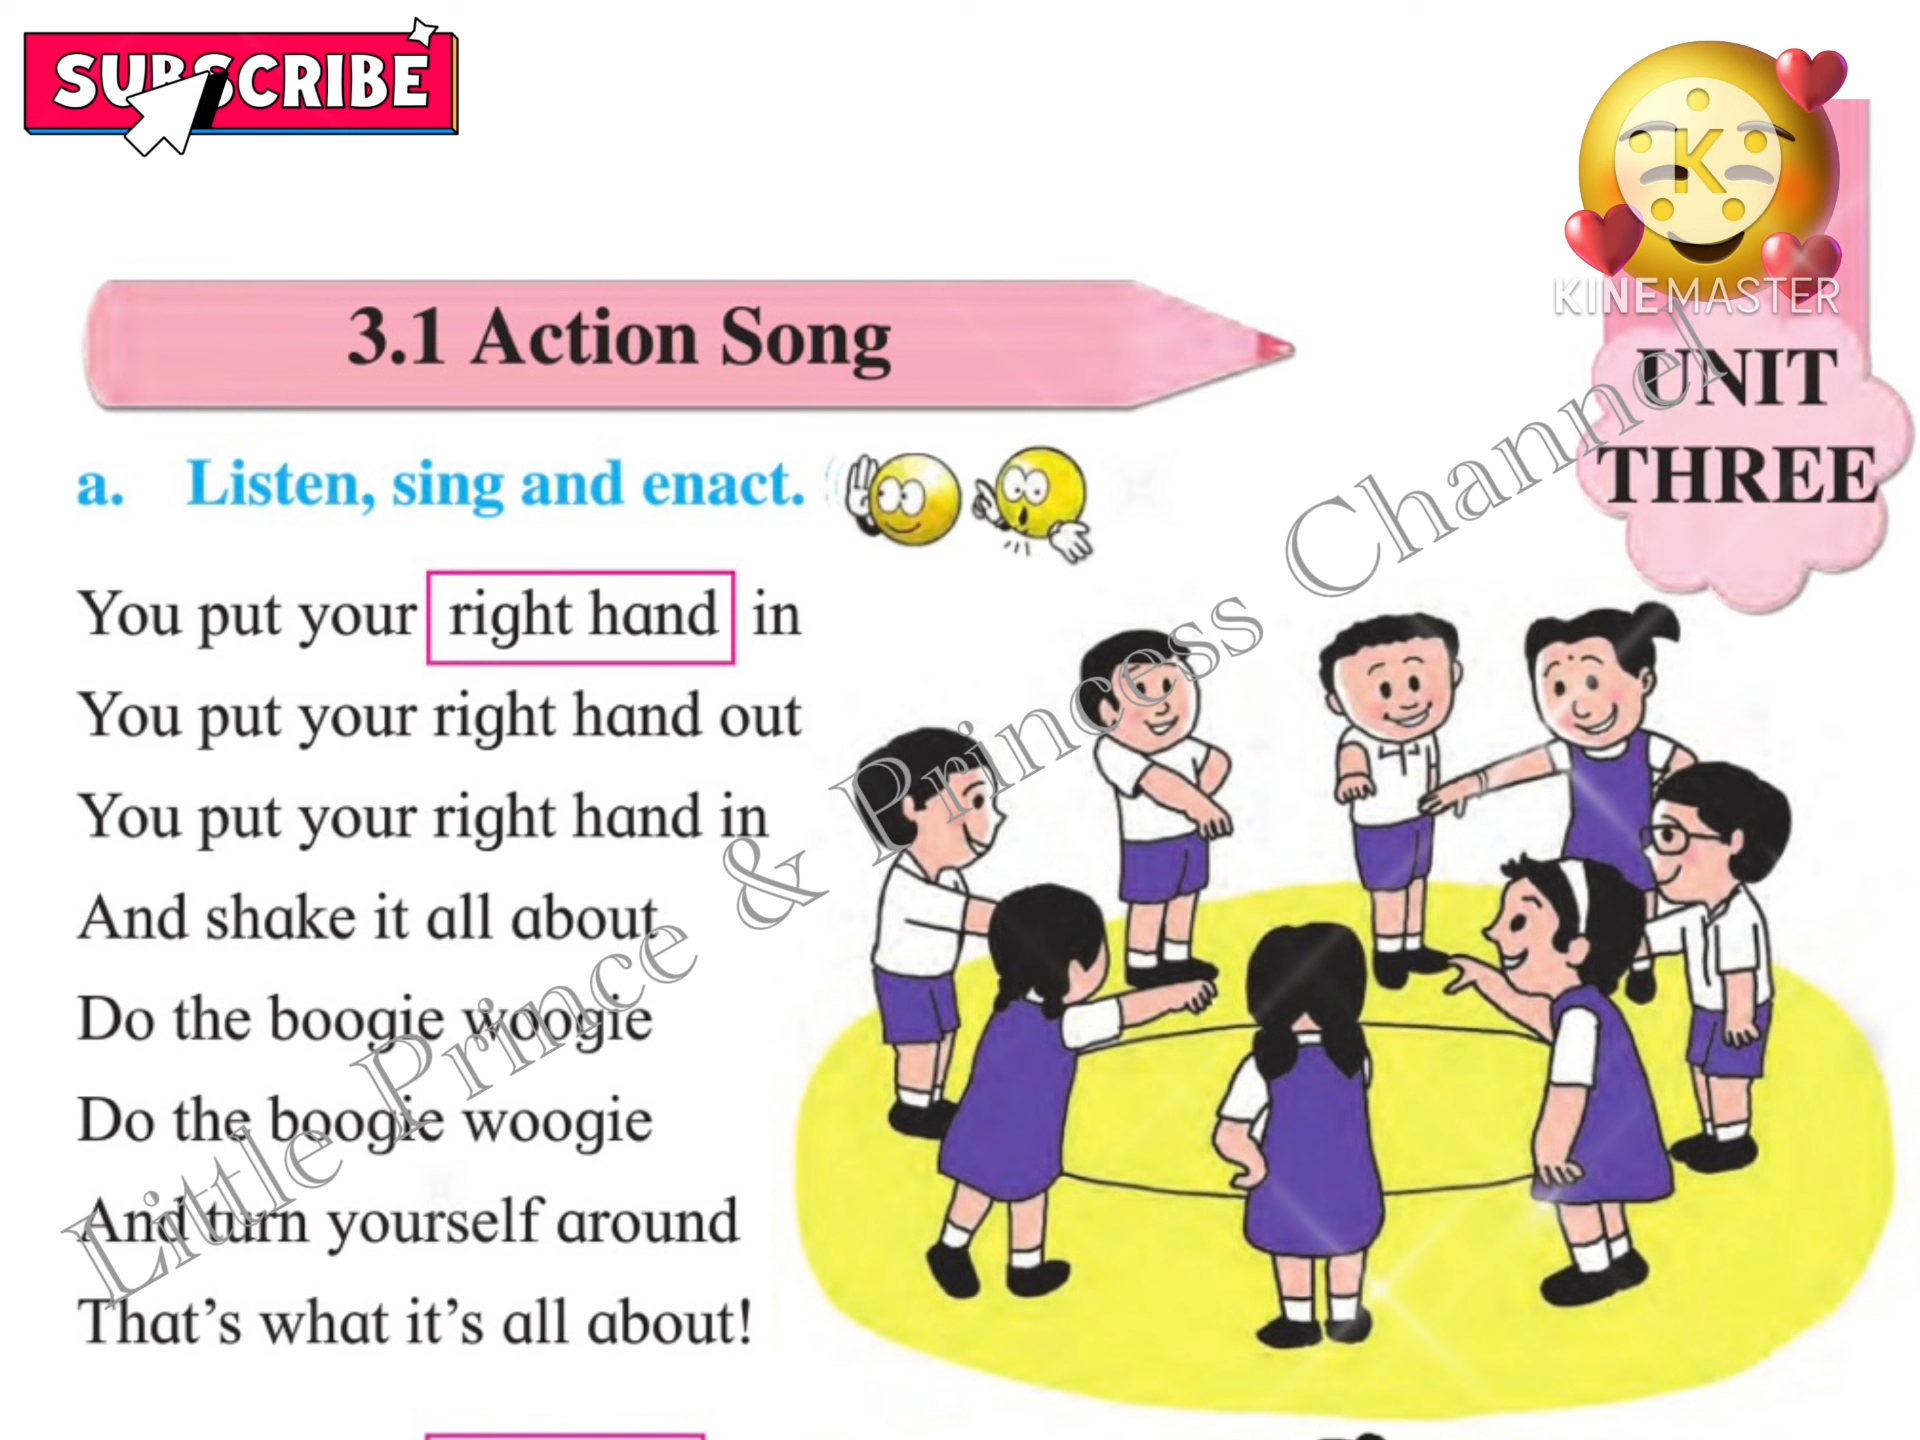 SUBSCRIBE
K
KINEMASTER
3.1 Action Song
UNIT
THREE
a. Listen, sing and enact.
You put your right hand in
You put your right hand out
You put your right hand in
And shake it all about
Do the boogie woogie
Do the boogie woogie
And turn yourself around
That's what it's all about!
Little Prince & Princess Channel